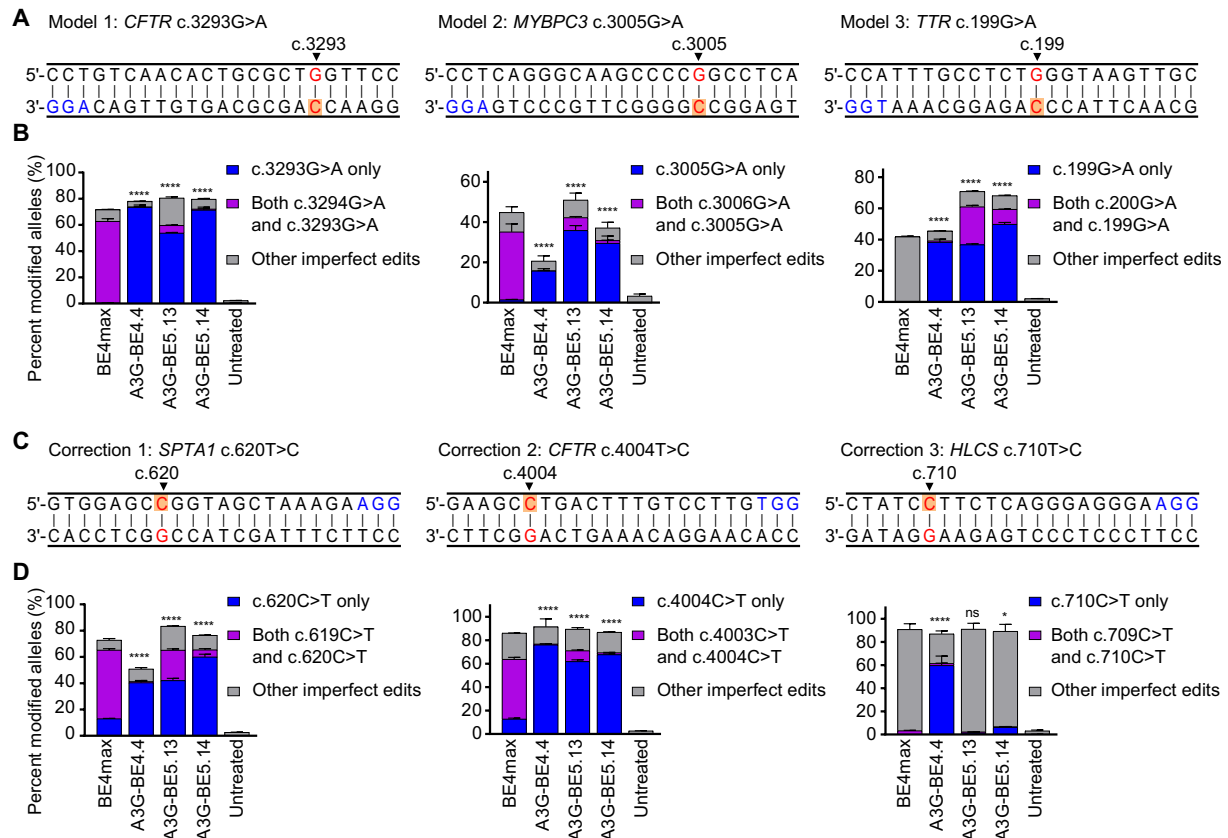 A
Model 1: CFTR c.3293G>A
c.3293
5'-CCTGTCAACACTGCGCTGGTTCC
3'-GGACAGTTGTGACGCGACCAAGG
Model 2: MYBPC3 c.3005G>A
c.3005
5'-CCTCAGGGCAAGCCCCGGCCTCA
3'-GGAGTCCCGTTCGGGGCCGGAGT
Model 3: TTR c.199G>A
c.199
5'-CCATTTGCCTCTGGGTAAGTTGC
3'-GGTAAACGGAGACCCATTCAACG
B
Percent modified alleles (%)
100
80
60
40
20
0
****
****
****
BE4max
A3G-BE4.4
A3G-BE5.13
A3G-BE5.14
Untreated
c.3293G>A only
Both c.3294G>A
and c.3293G>A
Other imperfect edits
60
40
20
0
****
****
****
BE4max
A3G-BE4.4
A3G-BE5.13
A3G-BE5.14
Untreated
c.3005G>A only
Both c.3006G>A
and c.3005G>A
Other imperfect edits
80
60
40
20
0
****
****
****
BE4max
A3G-BE4.4
A3G-BE5.13
A3G-BE5.14
Untreated
c.199G>A only
Both c.200G>A
and c.199G>A
Other imperfect edits
C
Correction 1: SPTA1 c.620T>C
c.620
5'-GTGGAGCCGGTAGCTAAAGAAGG
3'-CACCTCGGCCATCGATTTCTTCC
Correction 2: CFTR c.4004T>C
c.4004
5'-GAAGCCTGACTTTGTCCTTGTGG
3'-CTTCGGACTGAAACAGGAACACC
Correction 3: HLCS c.710T>C
c.710
5'-CTATCCTTCTCAGGGAGGGAAGG
3'-GATAGGAAGAGTCCCTCCCTTCC
D
Percent modified alleles (%)
100
80
60
40
20
0
****
****
****
BE4max
A3G-BE4.4
A3G-BE5.13
A3G-BE5.14
Untreated
c.620C>T only
Both c.619C>T
and c.620C>T
Other imperfect edits
100
80
60
40
20
0
****
****
****
BE4max
A3G-BE4.4
A3G-BE5.13
A3G-BE5.14
Untreated
c.4004C>T only
Both c.4003C>T
and c.4004C>T
Other imperfect edits
100
80
60
40
20
0
****
ns
*
BE4max
A3G-BE4.4
A3G-BE5.13
A3G-BE5.14
Untreated
c.710C>T only
Both c.709C>T
and c.710C>T
Other imperfect edits